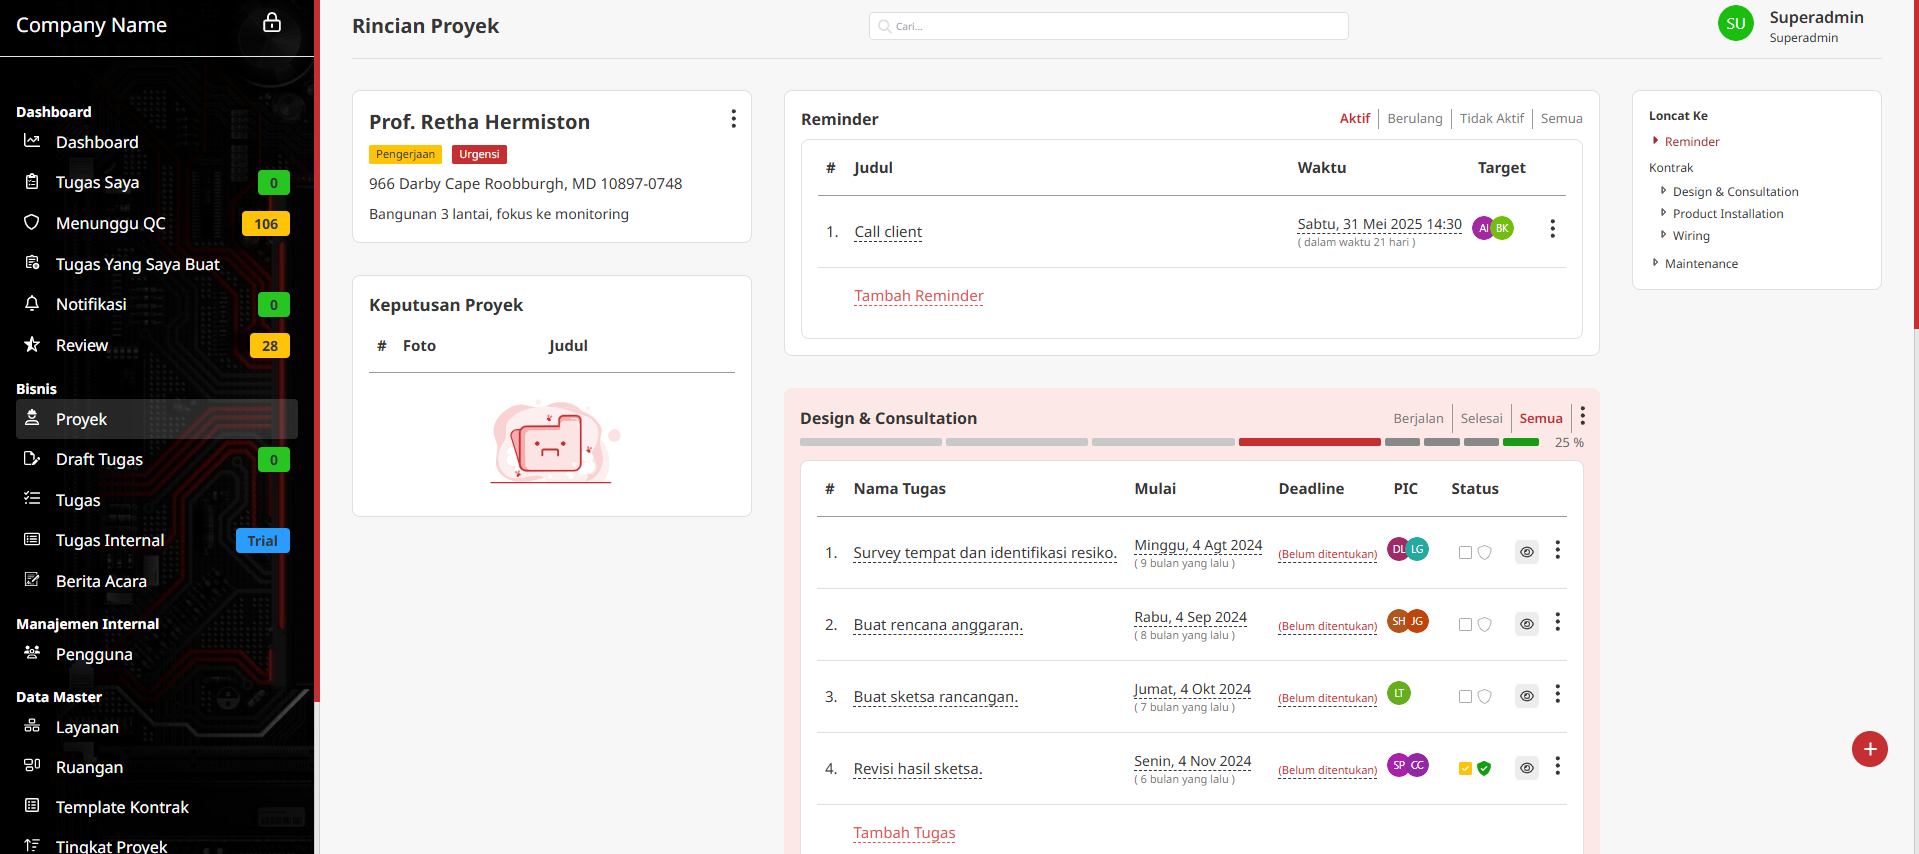 Company Name
Dashboard
Dashboard
Tugas Saya 0
Menunggu QC 106
Tugas Yang Saya Buat
Notifikasi 0
Review 28
Bisnis
Proyek
Draft Tugas 0
Tugas
Tugas Internal Trial
Berita Acara
Manajemen Internal
Pengguna
Data Master
Layanan
Ruangan
Template Kontrak
Tingkat Proyek
Rincian Proyek
Cari...
SU
Superadmin
Superadmin
Prof. Retha Hermiston
Pengerjaan Urgensi
966 Darby Cape Roobburgh, MD 10897-0748
Bangunan 3 lantai, fokus ke monitoring
Keputusan Proyek
# Foto Judul
Reminder
Aktif Berulang Tidak Aktif Semua
# Judul Waktu Target
1. Call client Sabtu, 31 Mei 2025 14:30 AI BK
( dalam waktu 21 hari )
Tambah Reminder
Design & Consultation
Berjalan Selesai Semua
25 %
# Nama Tugas Mulai Deadline PIC Status
1. Survey tempat dan identifikasi resiko. Minggu, 4 Agt 2024 (Belum ditentukan) DL LG
( 9 bulan yang lalu )
2. Buat rencana anggaran. Rabu, 4 Sep 2024 (Belum ditentukan) SH JG
( 8 bulan yang lalu )
3. Buat sketsa rancangan. Jumat, 4 Okt 2024 (Belum ditentukan) LT
( 7 bulan yang lalu )
4. Revisi hasil sketsa. Senin, 4 Nov 2024 (Belum ditentukan) SP CC
( 6 bulan yang lalu )
Tambah Tugas
Loncat Ke
Reminder
Kontrak
Design & Consultation
Product Installation
Wiring
Maintenance